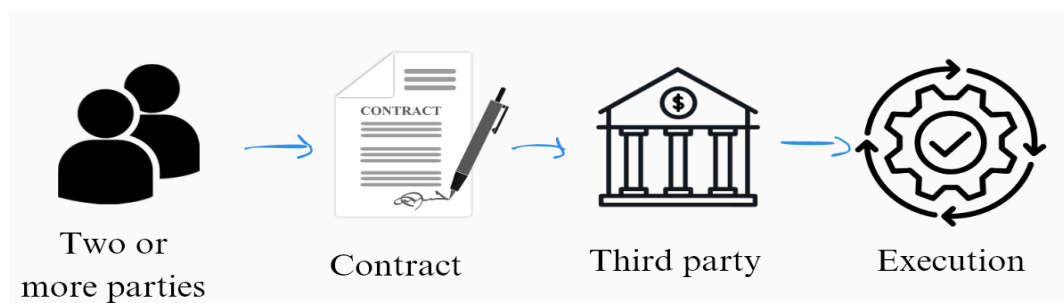 CONTRACT
$
Two or
more parties
Contract
Third party
Execution